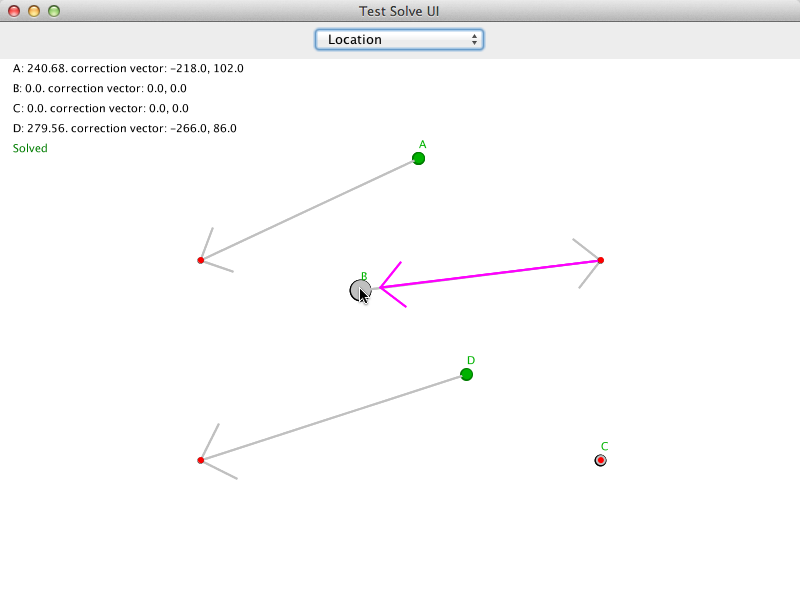 Test Solve UI
Location
A: 240.68. correction vector: -218.0, 102.0
B: 0.0. correction vector: 0.0, 0.0
C: 0.0. correction vector: 0.0, 0.0
D: 279.56. correction vector: -266.0, 86.0
Solved
A
B
D
C